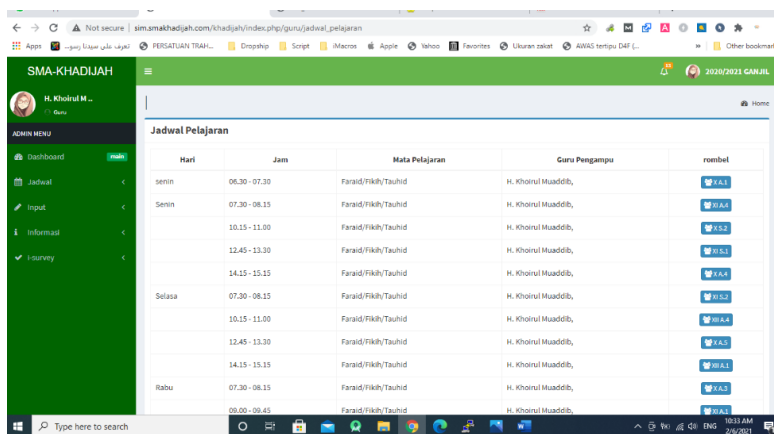 Not secure | sim.smakhadijah.com/khadijah/index.php/guru/jadwal_pelajaran
Apps تعرف على سيدنا رسو... PERSATUAN TRAH... Dropship Script iMacros Apple Yahoo Favorites Ukuran zakat AWAS tertipu D4F (... » Other bookmar
SMA-KHADIJAH 2020/2021 GANJIL
H. Khoirul M ..
Guru
Home
ADMIN MENU
Dashboard main
Jadwal
Input
Informasi
i-survey
Jadwal Pelajaran
Hari Jam Mata Pelajaran Guru Pengampu rombel
senin 06.30 - 07.30 Faraid/Fikih/Tauhid H. Khoirul Muaddib, X A.1
Senin 07.30 - 08.15 Faraid/Fikih/Tauhid H. Khoirul Muaddib, XI A.4
10.15 - 11.00 Faraid/Fikih/Tauhid H. Khoirul Muaddib, X S.2
12.45 - 13.30 Faraid/Fikih/Tauhid H. Khoirul Muaddib, XI S.1
14.15 - 15.15 Faraid/Fikih/Tauhid H. Khoirul Muaddib, X A.4
Selasa 07.30 - 08.15 Faraid/Fikih/Tauhid H. Khoirul Muaddib, XI S.2
10.15 - 11.00 Faraid/Fikih/Tauhid H. Khoirul Muaddib, XII A.4
12.45 - 13.30 Faraid/Fikih/Tauhid H. Khoirul Muaddib, X A.5
14.15 - 15.15 Faraid/Fikih/Tauhid H. Khoirul Muaddib, XII A.1
Rabu 07.30 - 08.15 Faraid/Fikih/Tauhid H. Khoirul Muaddib, X A.3
09.00 - 09.45 Faraid/Fikih/Tauhid H. Khoirul Muaddib, XI A.1
Type here to search ENG 10:33 AM
2/6/2021